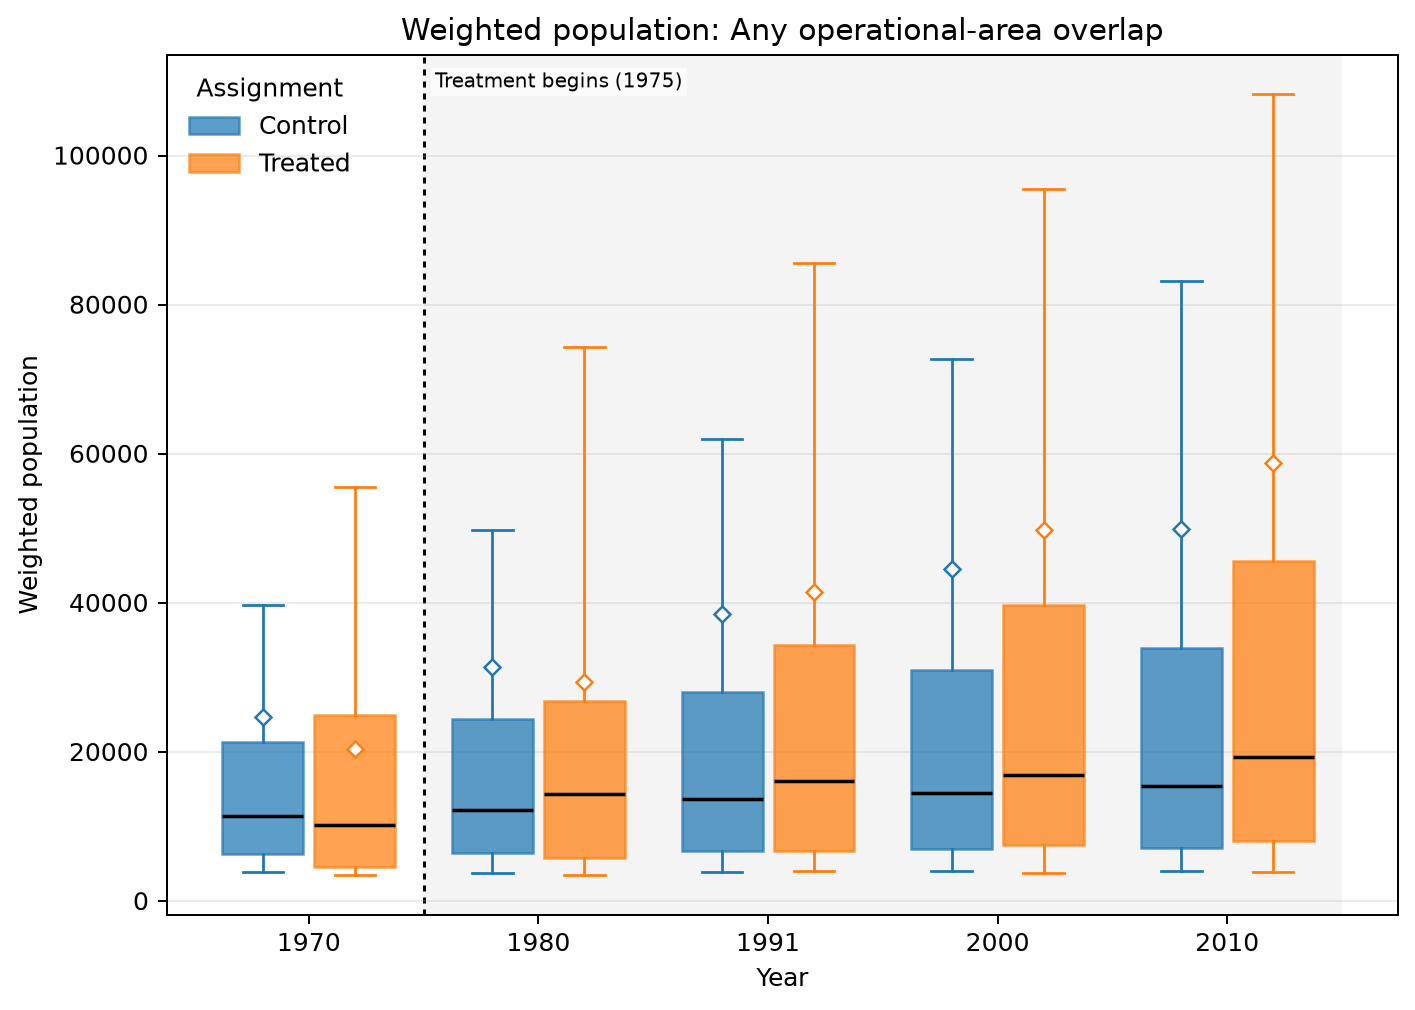 Weighted population: Any operational-area overlap
Treatment begins (1975)
Assignment
Control
Treated
Weighted population
100000
80000
60000
40000
20000
0
1970
1980
1991
2000
2010
Year